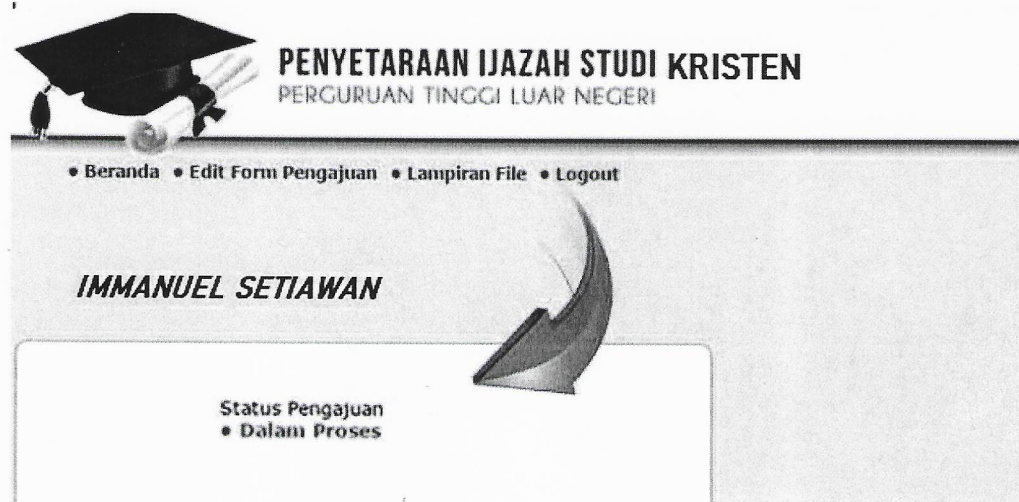 PENYETARAAN IJAZAH STUDI KRISTEN
PERGURUAN TINGGI LUAR NEGERI
• Beranda • Edit Form Pengajuan • Lampiran File • Logout
IMMANUEL SETIAWAN
Status Pengajuan
• Dalam Proses